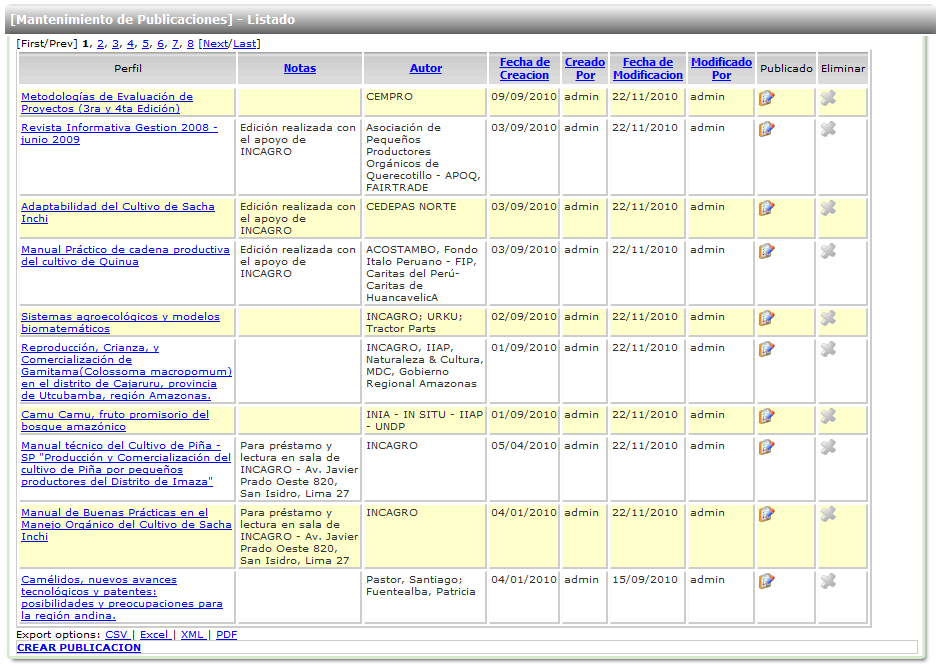 [Mantenimiento de Publicaciones] - Listado
[First/Prev] 1, 2, 3, 4, 5, 6, 7, 8 [Next/Last]
Perfil
Notas
Autor
Fecha de
Creacion
Creado
Por
Fecha de
Modificacion
Modificado
Por
Publicado
Eliminar
Metodologías de Evaluación de
Proyectos (3ra y 4ta Edición)
CEMPRO
09/09/2010
admin
22/11/2010
admin
Revista Informativa Gestion 2008 -
junio 2009
Edición realizada con
el apoyo de
INCAGRO
Asociación de
Pequeños
Productores
Orgánicos de
Querecotillo - APOQ,
FAIRTRADE
03/09/2010
admin
22/11/2010
admin
Adaptabilidad del Cultivo de Sacha
Inchi
Edición realizada con
el apoyo de
INCAGRO
CEDEPAS NORTE
03/09/2010
admin
22/11/2010
admin
Manual Práctico de cadena productiva
del cultivo de Quinua
Edición realizada con
el apoyo de
INCAGRO
ACOSTAMBO, Fondo
Italo Peruano - FIP,
Caritas del Perú-
Caritas de
HuancavelicA
03/09/2010
admin
22/11/2010
admin
Sistemas agroecológicos y modelos
biomatemáticos
INCAGRO; URKU;
Tractor Parts
02/09/2010
admin
22/11/2010
admin
Reproducción, Crianza, y
Comercialización de
Gamitama(Colossoma macropomum)
en el distrito de Cajaruru, provincia
de Utcubamba, región Amazonas.
INCAGRO, IIAP,
Naturaleza & Cultura,
MDC, Gobierno
Regional Amazonas
01/09/2010
admin
22/11/2010
admin
Camu Camu, fruto promisorio del
bosque amazónico
INIA - IN SITU - IIAP
- UNDP
01/09/2010
admin
22/11/2010
admin
Manual técnico del Cultivo de Piña -
SP "Producción y Comercialización del
cultivo de Piña por pequeños
productores del Distrito de Imaza"
Para préstamo y
lectura en sala de
INCAGRO - Av. Javier
Prado Oeste 820,
San Isidro, Lima 27
INCAGRO
05/04/2010
admin
22/11/2010
admin
Manual de Buenas Prácticas en el
Manejo Orgánico del Cultivo de Sacha
Inchi
Para préstamo y
lectura en sala de
INCAGRO - Av. Javier
Prado Oeste 820,
San Isidro, Lima 27
INCAGRO
04/01/2010
admin
22/11/2010
admin
Camélidos, nuevos avances
tecnológicos y patentes:
posibilidades y preocupaciones para
la región andina.
Pastor, Santiago;
Fuentealba, Patricia
04/01/2010
admin
15/09/2010
admin
Export options: CSV | Excel | XML | PDF
CREAR PUBLICACION